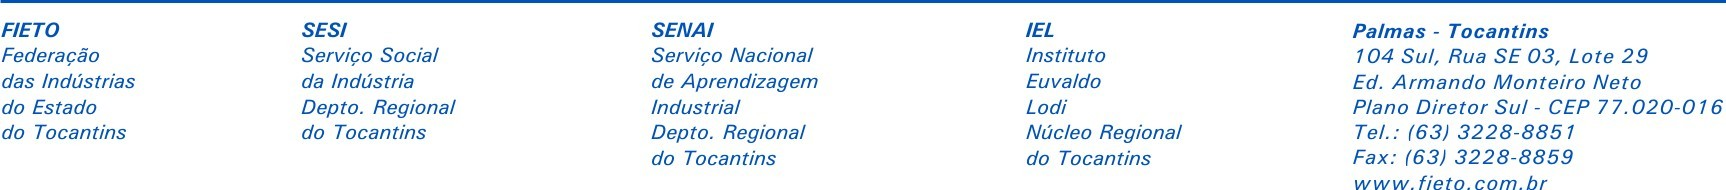 FIETO
Federação
das Indústrias
do Estado
do Tocantins
SESI
Serviço Social
da Indústria
Depto. Regional
do Tocantins
SENAI
Serviço Nacional
de Aprendizagem
Industrial
Depto. Regional
do Tocantins
IEL
Instituto
Euvaldo
Lodi
Núcleo Regional
do Tocantins
Palmas - Tocantins
104 Sul, Rua SE 03, Lote 29
Ed. Armando Monteiro Neto
Plano Diretor Sul - CEP 77.020-016
Tel.: (63) 3228-8851
Fax: (63) 3228-8859
www.fieto.com.br